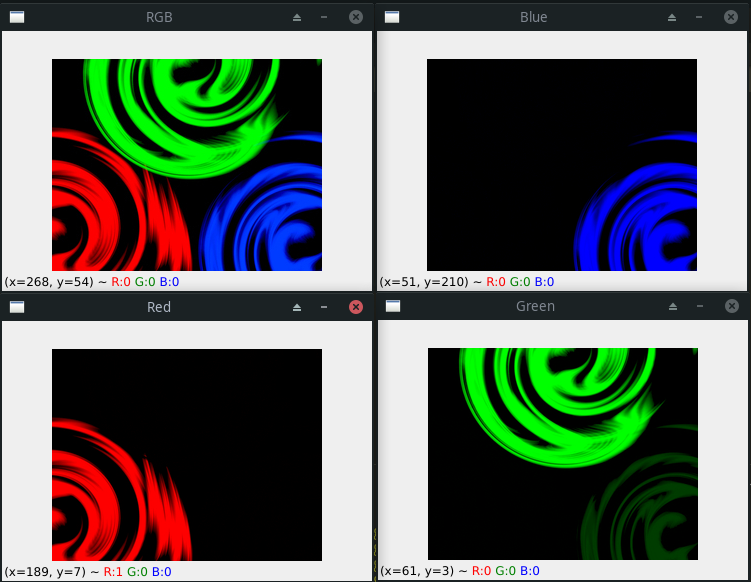 RGB
Blue
(x=268, y=54) ~ R:0 G:0 B:0
(x=51, y=210) ~ R:0 G:0 B:0
Red
Green
(x=189, y=7) ~ R:1 G:0 B:0
(x=61, y=3) ~ R:0 G:0 B:0